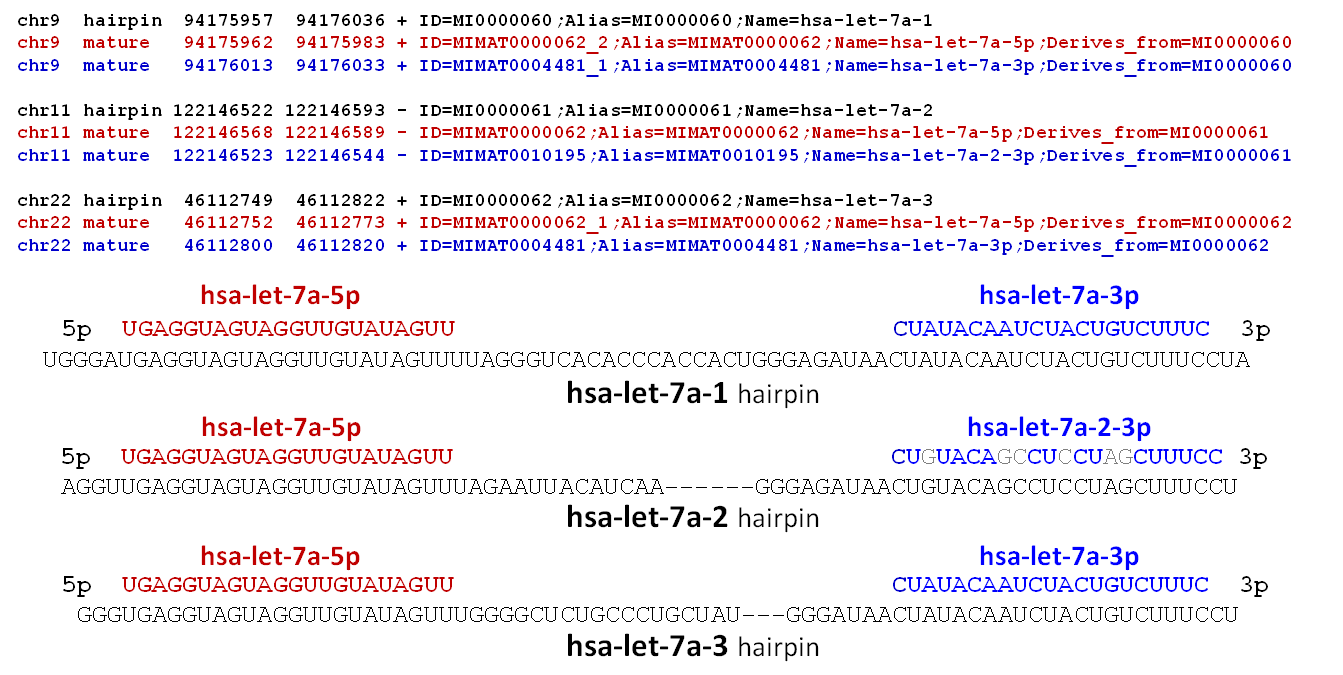 chr9 hairpin 94175957 94176036 + ID=MI0000060;Alias=MI0000060;Name=hsa-let-7a-1
chr9 mature 94175962 94175983 + ID=MIMAT0000062_2;Alias=MIMAT0000062;Name=hsa-let-7a-5p;Derives_from=MI0000060
chr9 mature 94176013 94176033 + ID=MIMAT0004481_1;Alias=MIMAT0004481;Name=hsa-let-7a-3p;Derives_from=MI0000060
chr11 hairpin 122146522 122146593 - ID=MI0000061;Alias=MI0000061;Name=hsa-let-7a-2
chr11 mature 122146568 122146589 - ID=MIMAT0000062;Alias=MIMAT0000062;Name=hsa-let-7a-5p;Derives_from=MI0000061
chr11 mature 122146523 122146544 - ID=MIMAT0010195;Alias=MIMAT0010195;Name=hsa-let-7a-2-3p;Derives_from=MI0000061
chr22 hairpin 46112749 46112822 + ID=MI0000062;Alias=MI0000062;Name=hsa-let-7a-3
chr22 mature 46112752 46112773 + ID=MIMAT0000062_1;Alias=MIMAT0000062;Name=hsa-let-7a-5p;Derives_from=MI0000062
chr22 mature 46112800 46112820 + ID=MIMAT0004481;Alias=MIMAT0004481;Name=hsa-let-7a-3p;Derives_from=MI0000062
hsa-let-7a-5p hsa-let-7a-3p
5p UGAGGUAGUAGGUUGUAUAGUU CUAUACAAUCUACUGUCUUUC 3p
UGGGAUGAGGUAGUAGGUUGUAUAGUUUUAGGGUCACACCCACCACUGGGAGAUAACUAUACAAUCUACUGUCUUUCCUA
hsa-let-7a-1 hairpin
hsa-let-7a-5p hsa-let-7a-2-3p
5p UGAGGUAGUAGGUUGUAUAGUU CUGUACAGCCUCCUAGCUUUCC 3p
AGGUUGAGGUAGUAGGUUGUAUAGUUUAGAAUUACAUCAA------GGGAGAUAACUGUACAGCCUCCUAGCUUUCCU
hsa-let-7a-2 hairpin
hsa-let-7a-5p hsa-let-7a-3p
5p UGAGGUAGUAGGUUGUAUAGUU CUAUACAAUCUACUGUCUUUC 3p
GGGUGAGGUAGUAGGUUGUAUAGUUUGGGGCUCUGCCCUGCUAU---GGGAUAACUAUACAAUCUACUGUCUUUCCU
hsa-let-7a-3 hairpin